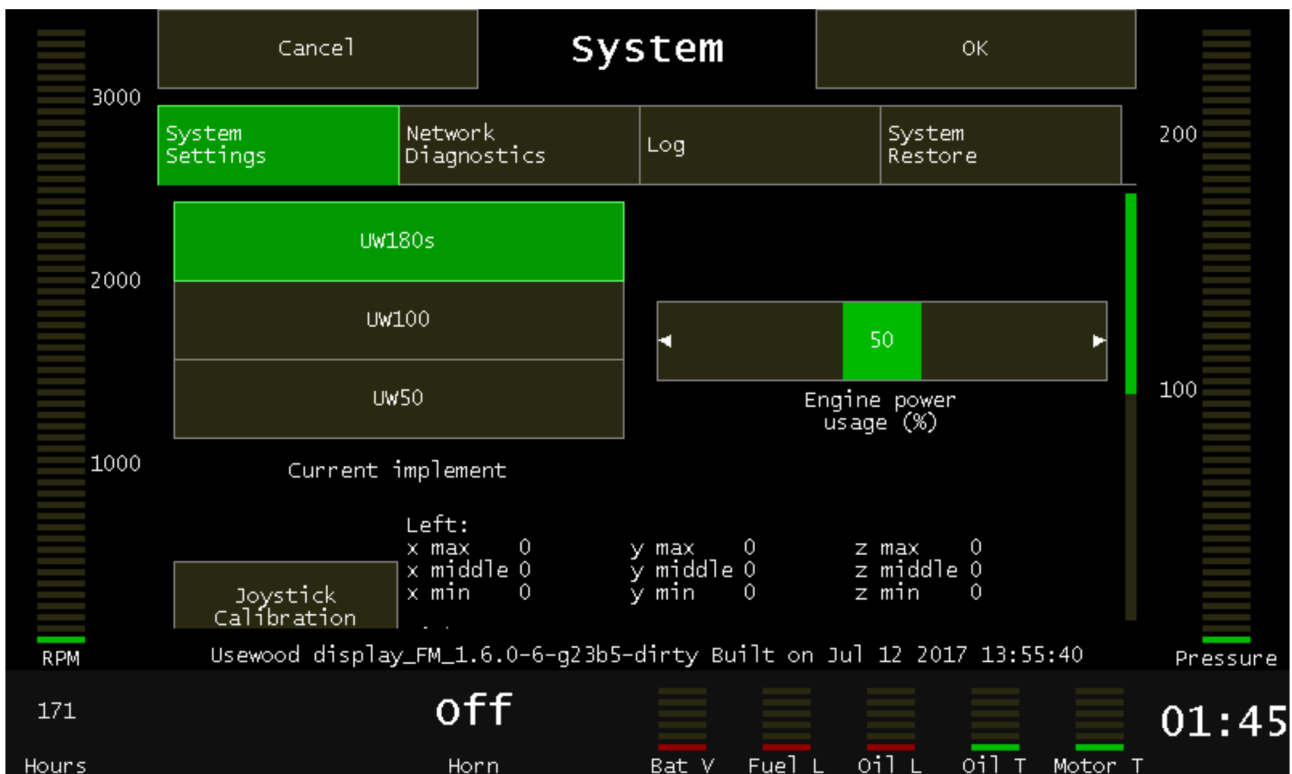 Cancel
System
OK
3000
200
System
Settings
Network
Diagnostics
Log
System
Restore
UW180s
2000
UW100
50
UW50
100
Engine power
usage (%)
1000
Current implement
Left:
x max 0 y max 0 z max 0
x middle 0 y middle 0 z middle 0
x min 0 y min 0 z min 0
Joystick
Calibration
RPM
Usewood display_FM_1.6.0-6-g23b5-dirty Built on Jul 12 2017 13:55:40
Pressure
171
off
01:45
Hours
Horn
Bat V
Fuel L
Oil L
Oil T
Motor T